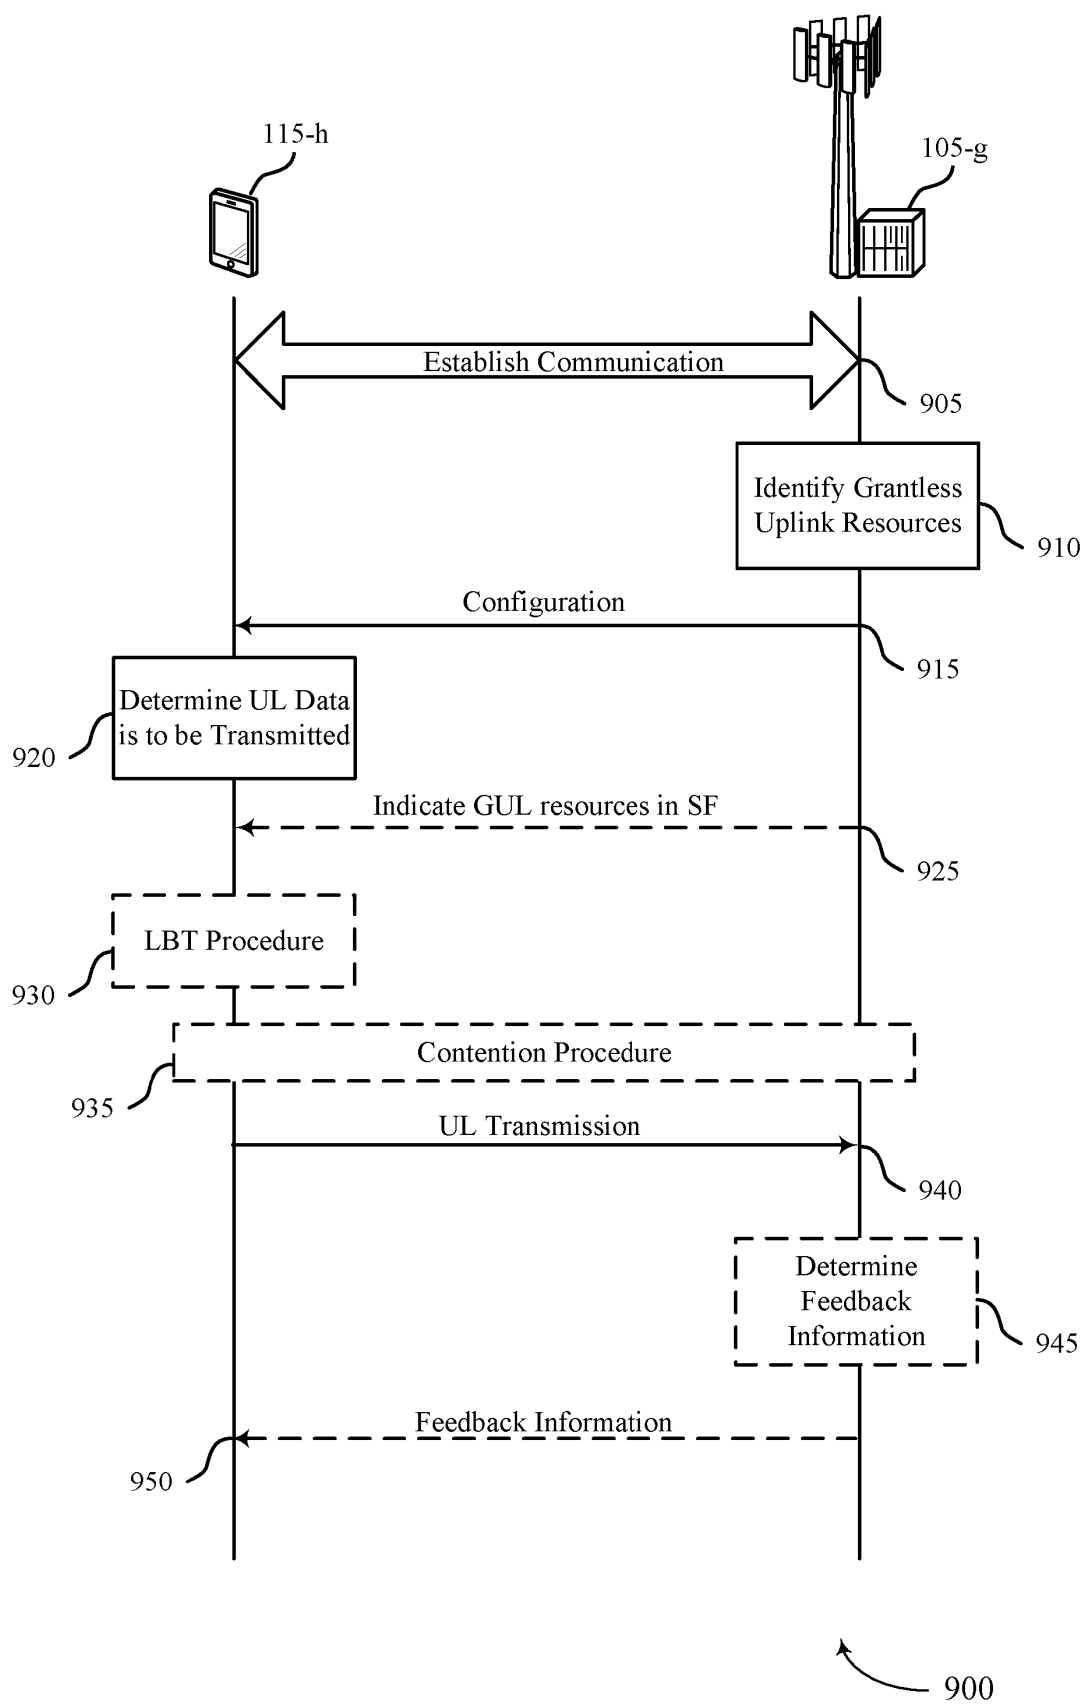 115-h
105-g
Establish Communication
905
Identify Grantless
Uplink Resources
910
Configuration
915
Determine UL Data
is to be Transmitted
920
Indicate GUL resources in SF
925
LBT Procedure
930
Contention Procedure
935
UL Transmission
940
Determine
Feedback
Information
945
Feedback Information
950
900